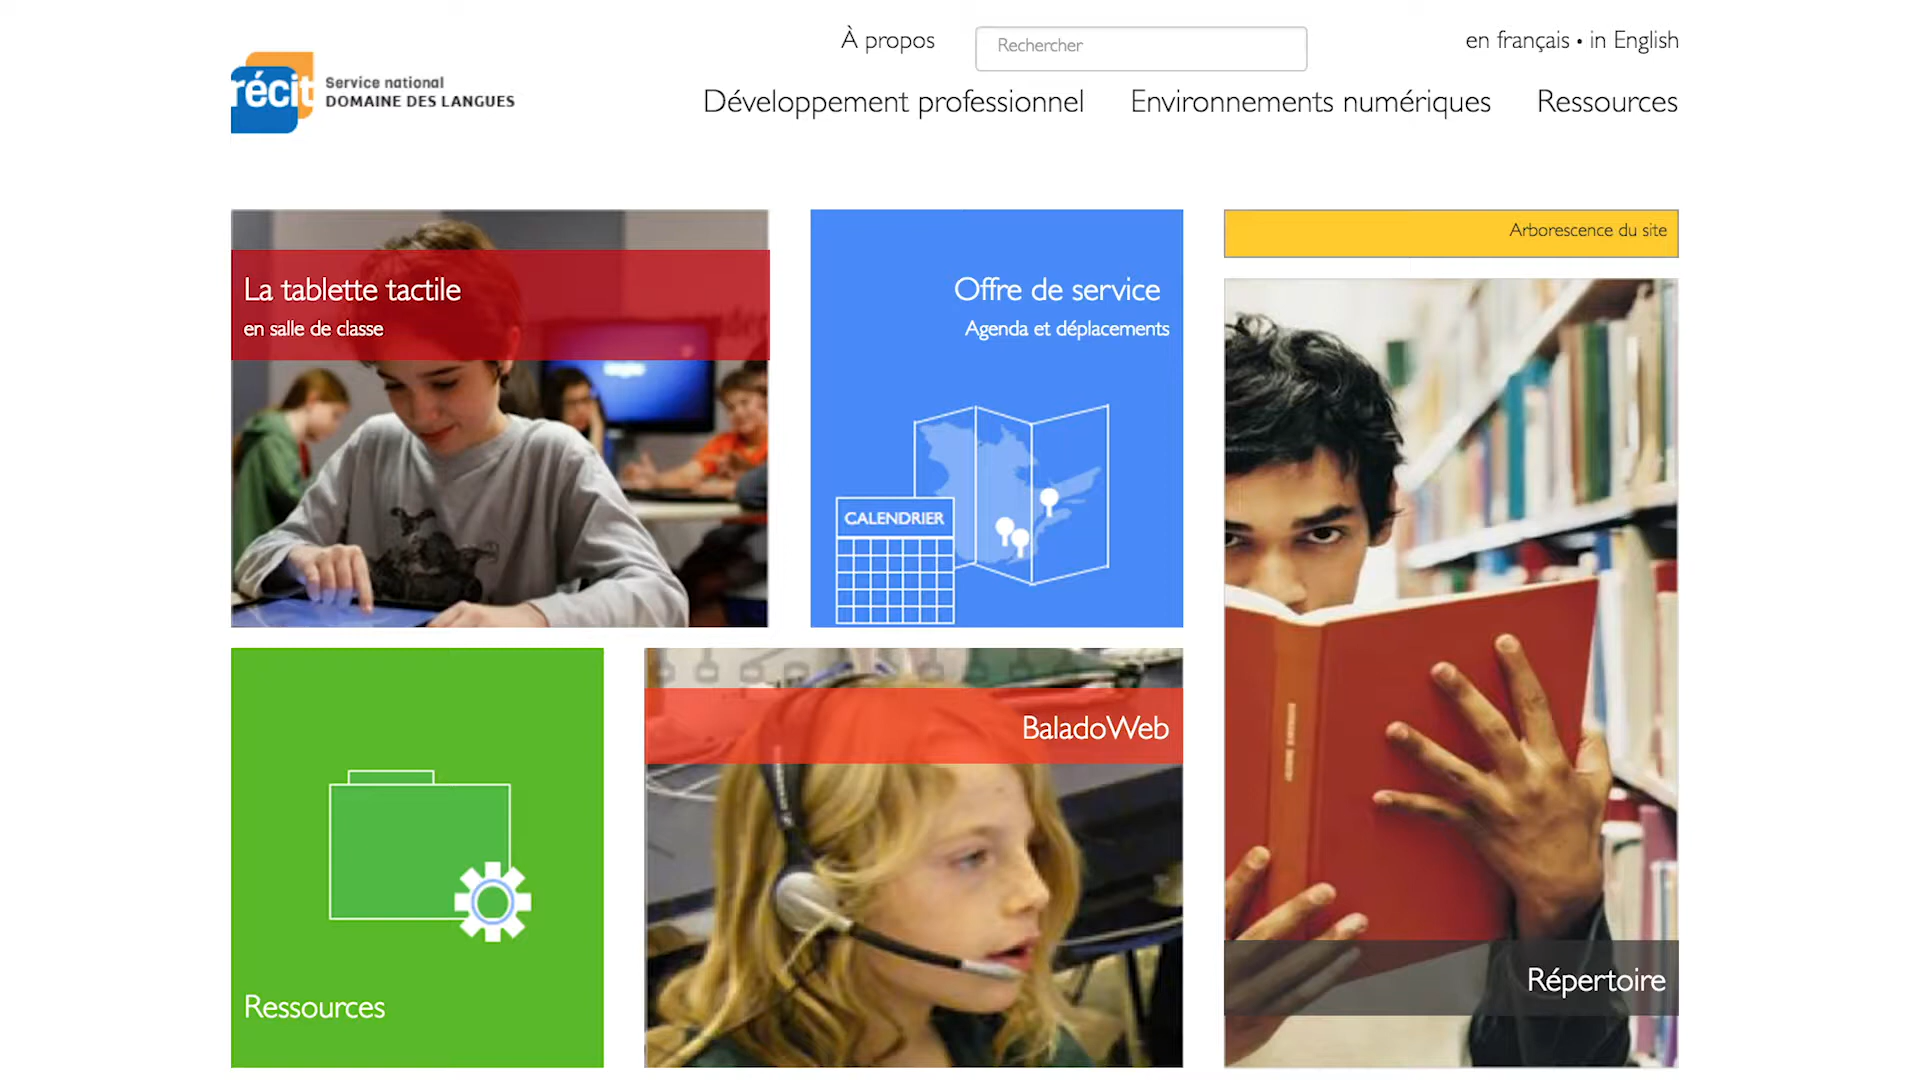 À propos
Rechercher
en français • in English
récit
Service national
DOMAINE DES LANGUES
Développement professionnel
Environnements numériques
Ressources
La tablette tactile
en salle de classe
Offre de service
Agenda et déplacements
CALENDRIER
Arborescence du site
Ressources
BaladoWeb
Répertoire